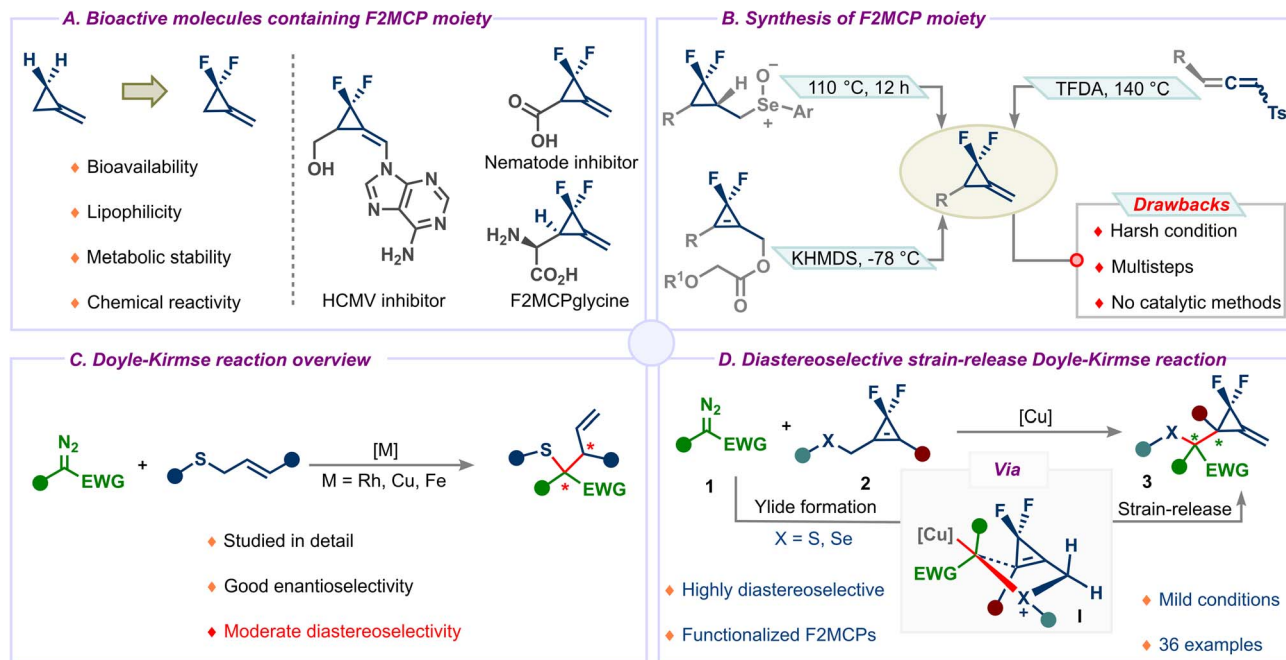 A. Bioactive molecules containing F2MCP moiety
H H
F F
Bioavailability
Lipophilicity
Metabolic stability
Chemical reactivity
F F
OH
N N
N N
H₂N
HCMV inhibitor
F F
O
OH
Nematode inhibitor
F F
H
H₂N
CO₂H
F2MCPglycine
B. Synthesis of F2MCP moiety
F F
H O⁻
R Se Ar
+
110 °C, 12 h
TFDA, 140 °C
R
C
Ts
F F
R
F F
R
O
R¹O O
KHMDS, -78 °C
Drawbacks
Harsh condition
Multisteps
No catalytic methods
C. Doyle-Kirmse reaction overview
N₂
EWG
+
S
[M]
M = Rh, Cu, Fe
S *
* EWG
Studied in detail
Good enantioselectivity
Moderate diastereoselectivity
D. Diastereoselective strain-release Doyle-Kirmse reaction
N₂
EWG
1
+
F F
X
2
[Cu]
F F
X * *
EWG
3
Via
Ylide formation
X = S, Se
Strain-release
F F
[Cu]
EWG
H
H
X
+
I
Highly diastereoselective
Functionalized F2MCPs
Mild conditions
36 examples